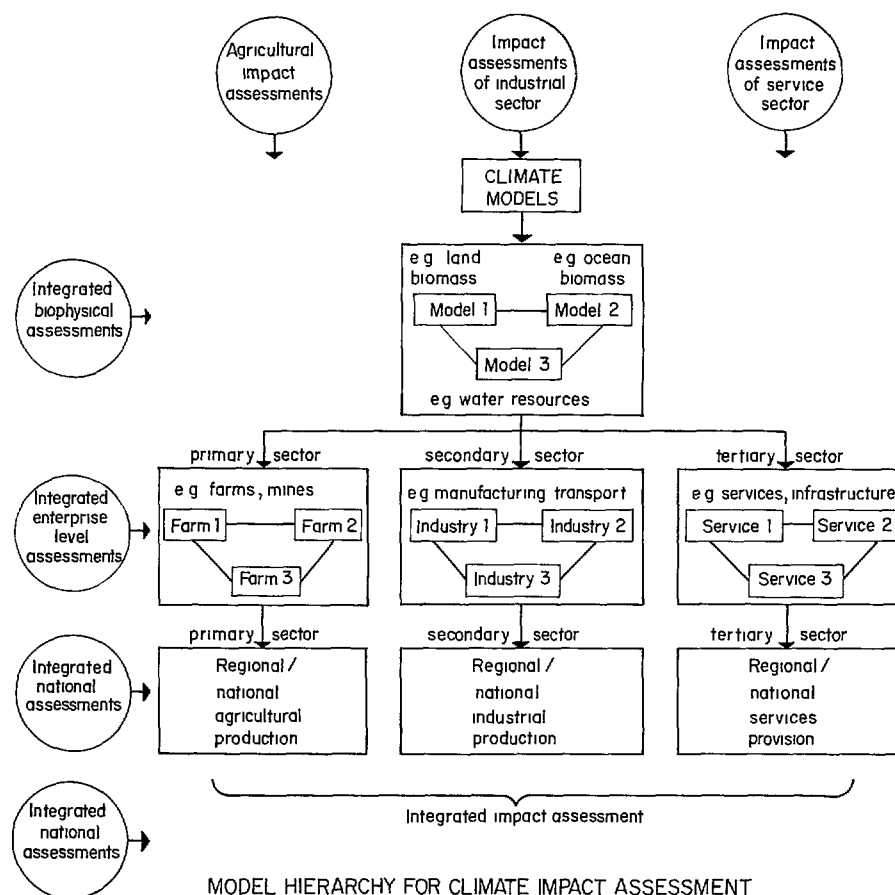 Agricultural
impact
assessments
Impact
assessments
of industrial
sector
Impact
assessments
of service
sector
CLIMATE
MODELS
Integrated
biophysical
assessments
e g land
biomass
e g ocean
biomass
Model 1
Model 2
Model 3
e g water resources
primary sector
secondary sector
tertiary sector
Integrated
enterprise
level
assessments
e g farms, mines
Farm 1
Farm 2
Farm 3
e g manufacturing transport
Industry 1
Industry 2
Industry 3
e g services, infrastructure
Service 1
Service 2
Service 3
primary sector
secondary sector
tertiary sector
Integrated
national
assessments
Regional /
national
agricultural
production
Regional /
national
industrial
production
Regional /
national
services
provision
Integrated
national
assessments
Integrated impact assessment
MODEL HIERARCHY FOR CLIMATE IMPACT ASSESSMENT